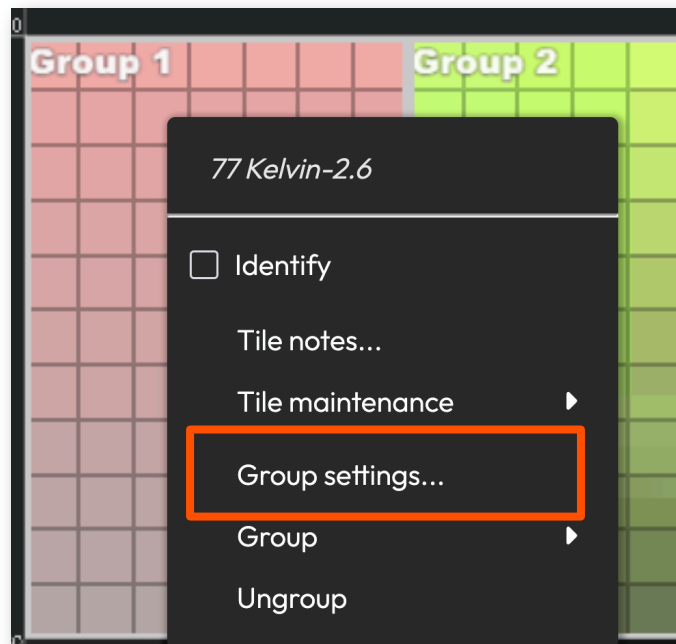 0
Group 1
Group 2
77 Kelvin-2.6
Identify
Tile notes...
Tile maintenance
Group settings...
Group
Ungroup